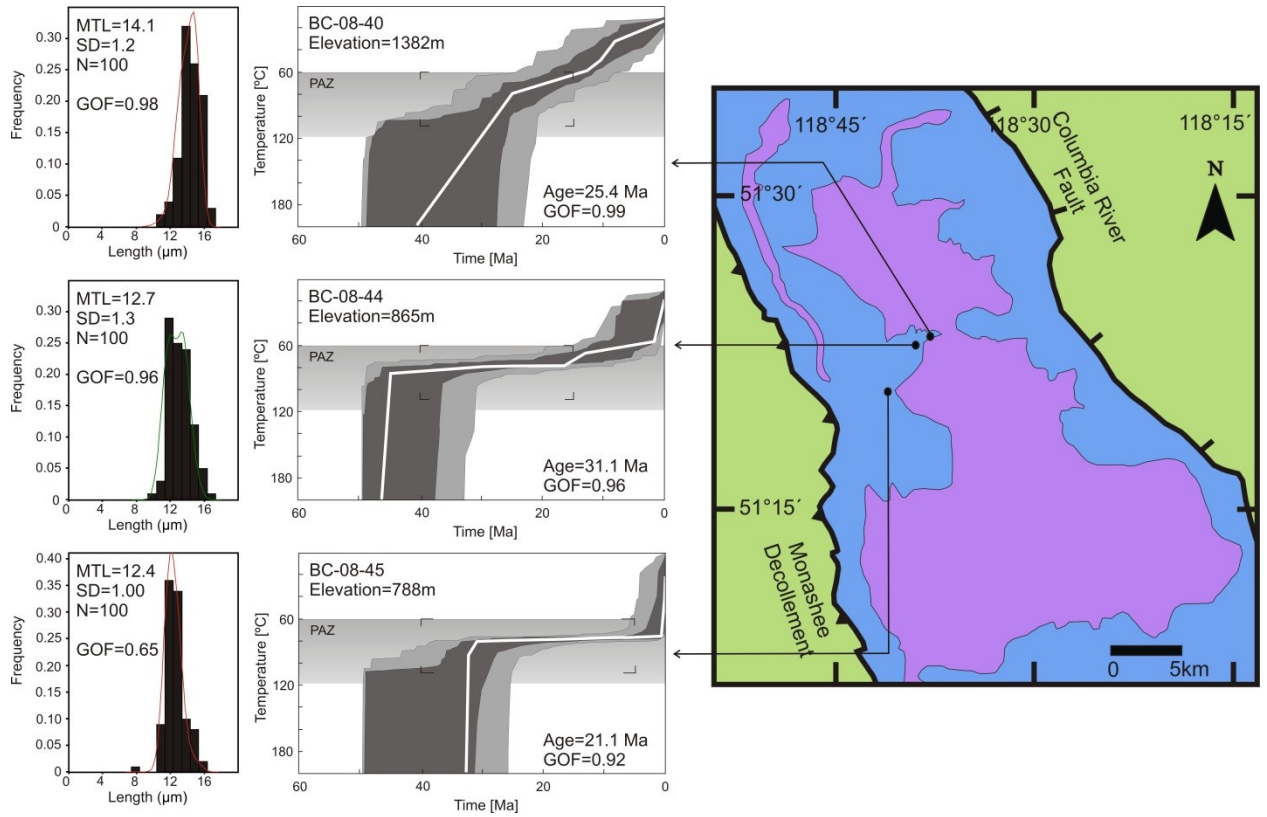 MTL=14.1
SD=1.2
N=100
GOF=0.98
Frequency
0.30
0.25
0.20
0.15
0.10
0.05
0
0 4 8 12 16
Length (µm)
BC-08-40
Elevation=1382m
PAZ
Temperature [ºC]
60
120
180
Age=25.4 Ma
GOF=0.99
60 40 20 0
Time [Ma]
MTL=12.7
SD=1.3
N=100
GOF=0.96
Frequency
0.30
0.25
0.20
0.15
0.10
0.05
0
0 4 8 12 16
Length (µm)
BC-08-44
Elevation=865m
PAZ
Temperature [ºC]
60
120
180
Age=31.1 Ma
GOF=0.96
60 40 20 0
Time [Ma]
MTL=12.4
SD=1.00
N=100
GOF=0.65
Frequency
0.40
0.35
0.30
0.25
0.20
0.15
0.10
0.05
0
0 4 8 12 16
Length (µm)
BC-08-45
Elevation=788m
PAZ
Temperature [ºC]
60
120
180
Age=21.1 Ma
GOF=0.92
60 40 20 0
Time [Ma]
118°45´
118°30´
118°15´
Columbia River
Fault
N
51°30´
51°15´
Monashee
Decollement
0 5km